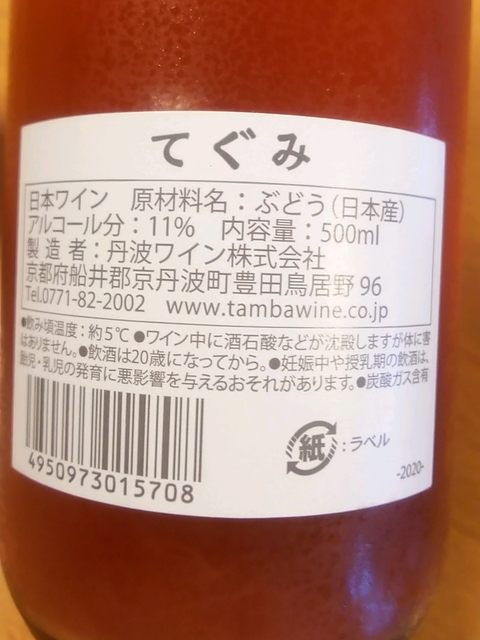 てぐみ
日本ワイン 原材料名：ぶどう（日本産）
アルコール分：11% 内容量：500ml
製造者：丹波ワイン株式会社
京都府船井郡京丹波町豊田鳥居野96
Tel.0771-82-2002 www.tambawine.co.jp
●飲み頃温度：約5℃●ワイン中に酒石酸などが沈殿しますが体に害
はありません。●飲酒は20歳になってから。●妊娠中や授乳期の飲酒は、
胎児・乳児の発育に悪影響を与えるおそれがあります。●炭酸ガス含有
4950973015708
紙：ラベル
-2020-